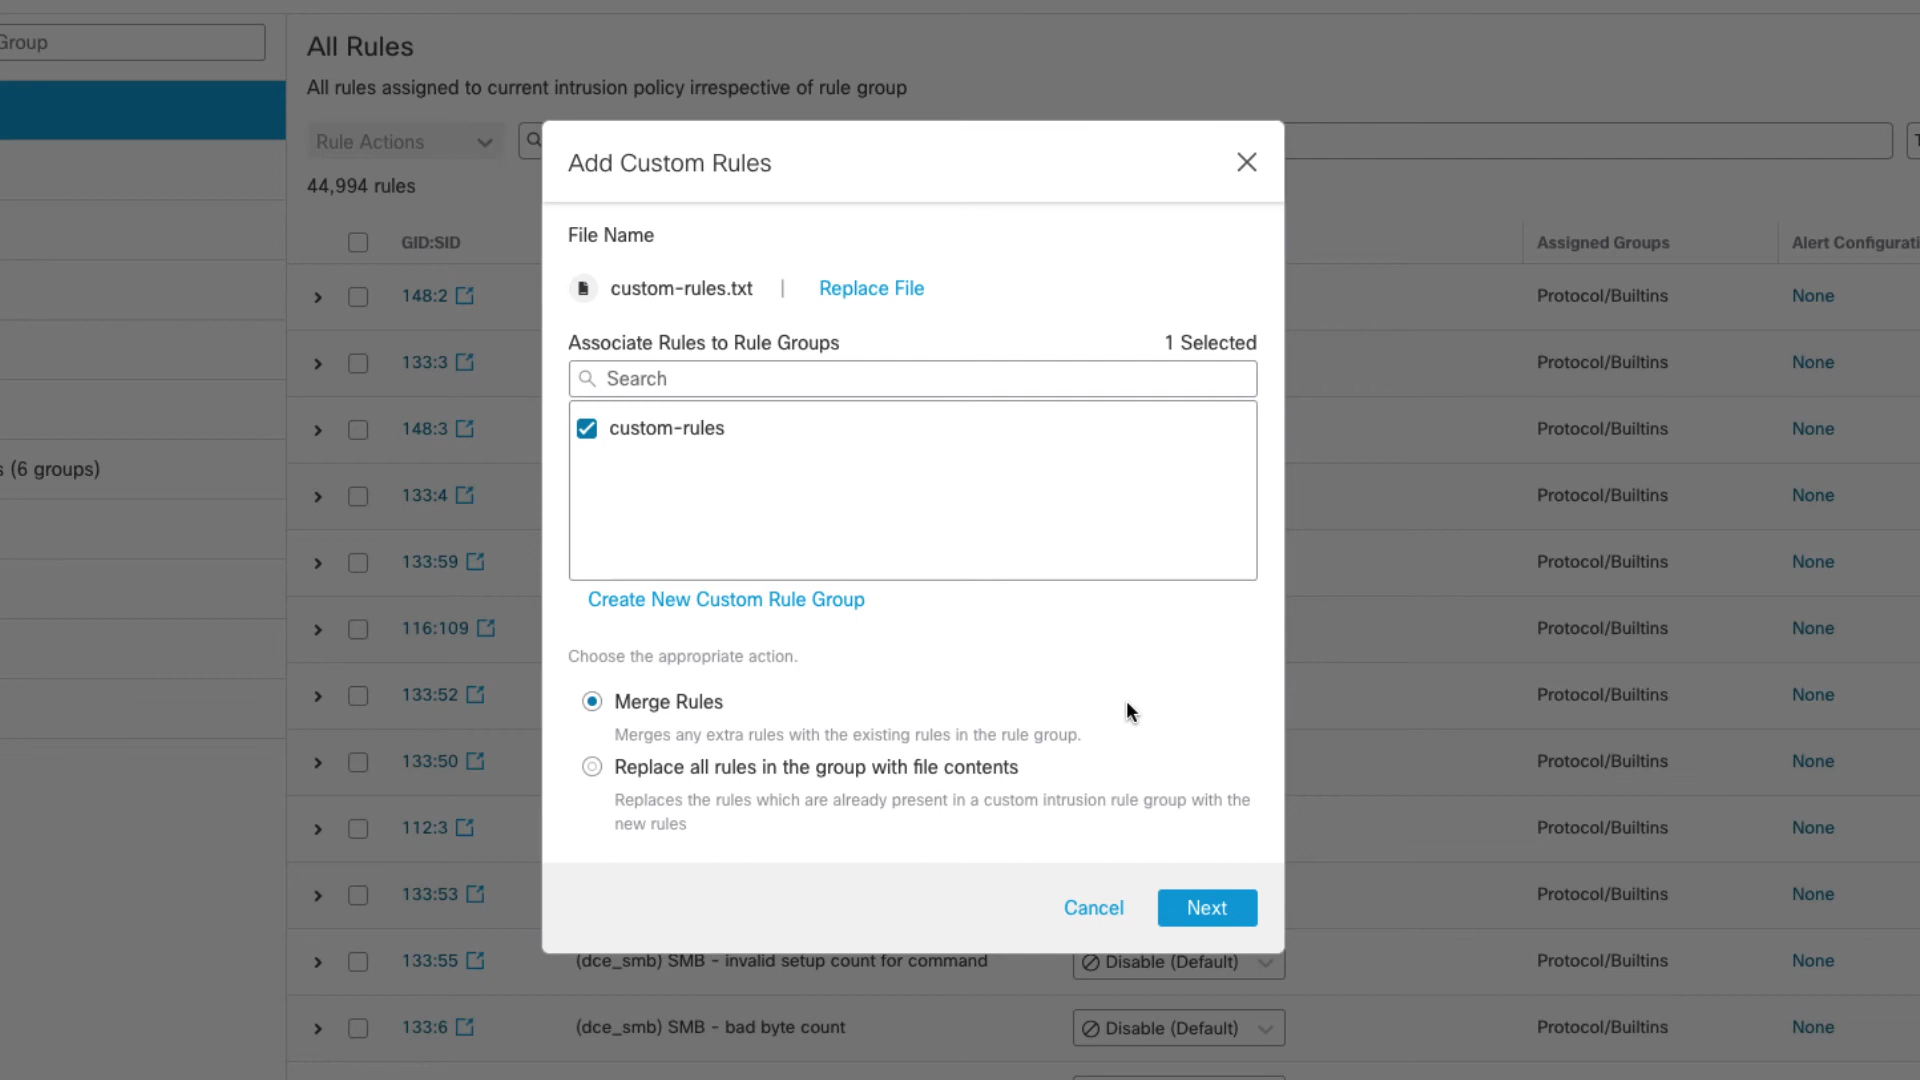 Group
All Rules
All rules assigned to current intrusion policy irrespective of rule group
Rule Actions
44,994 rules
GID:SID
Assigned Groups
Alert Configurati
148:2
Protocol/Builtins
None
133:3
Protocol/Builtins
None
148:3
Protocol/Builtins
None
s (6 groups)
133:4
Protocol/Builtins
None
133:59
Protocol/Builtins
None
116:109
Protocol/Builtins
None
133:52
Protocol/Builtins
None
133:50
Protocol/Builtins
None
112:3
Protocol/Builtins
None
133:53
Protocol/Builtins
None
133:55
(dce_smb) SMB - invalid setup count for command
Disable (Default)
Protocol/Builtins
None
133:6
(dce_smb) SMB - bad byte count
Disable (Default)
Protocol/Builtins
None
Add Custom Rules
File Name
custom-rules.txt | Replace File
Associate Rules to Rule Groups
1 Selected
Search
custom-rules
Create New Custom Rule Group
Choose the appropriate action.
Merge Rules
Merges any extra rules with the existing rules in the rule group.
Replace all rules in the group with file contents
Replaces the rules which are already present in a custom intrusion rule group with the
new rules
Cancel
Next